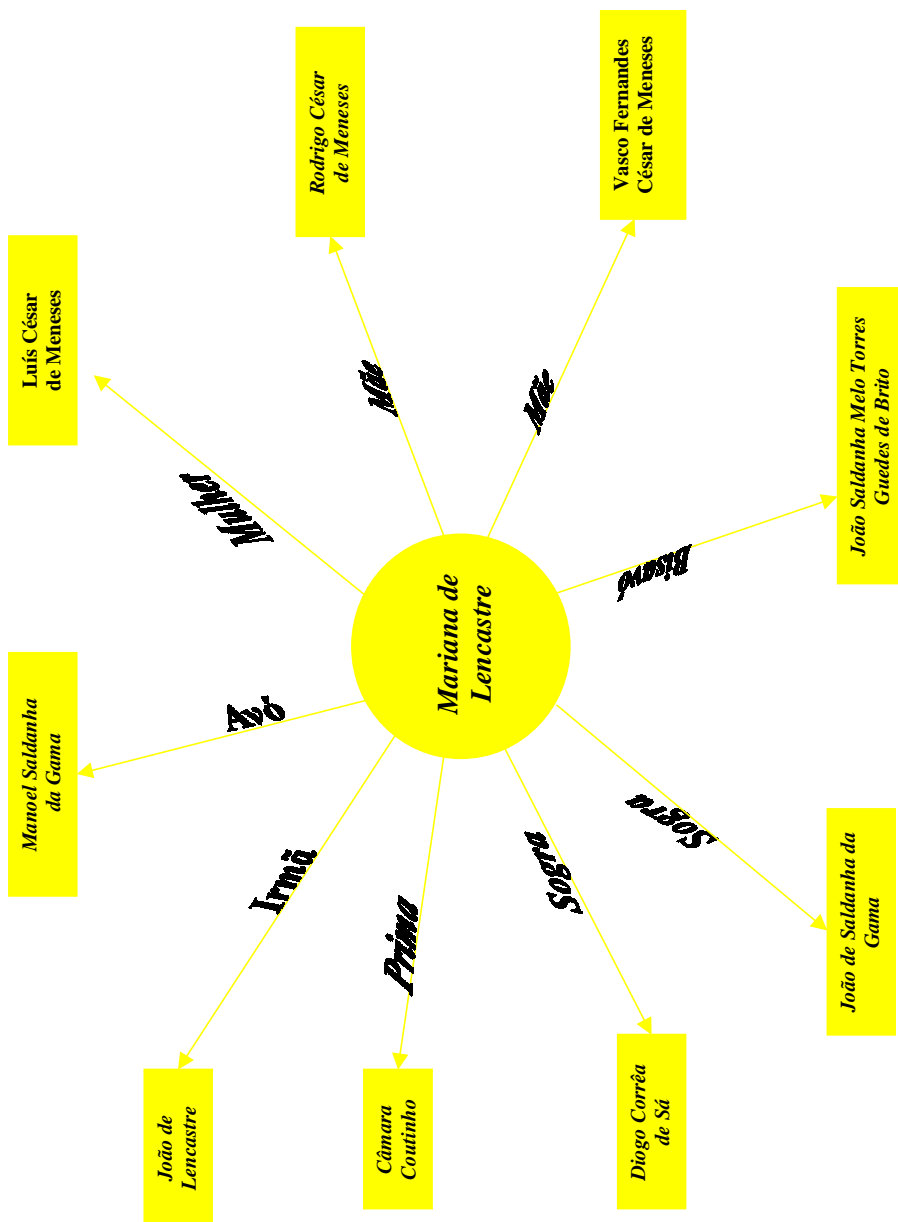 Manoel Saldanha
da Gama
Luís César
de Meneses
João de
Lencastre
Mulher
Irmã
Rodrigo César
de Meneses
Mãe
Câmara
Coutinho
Prima
Mariana de
Lencastre
Mãe
Vasco Fernandes
César de Meneses
Sogra
Diogo Corrêa
de Sá
Bisavó
Sogra
João de Saldanha da
Gama
João Saldanha Melo Torres
Guedes de Brito